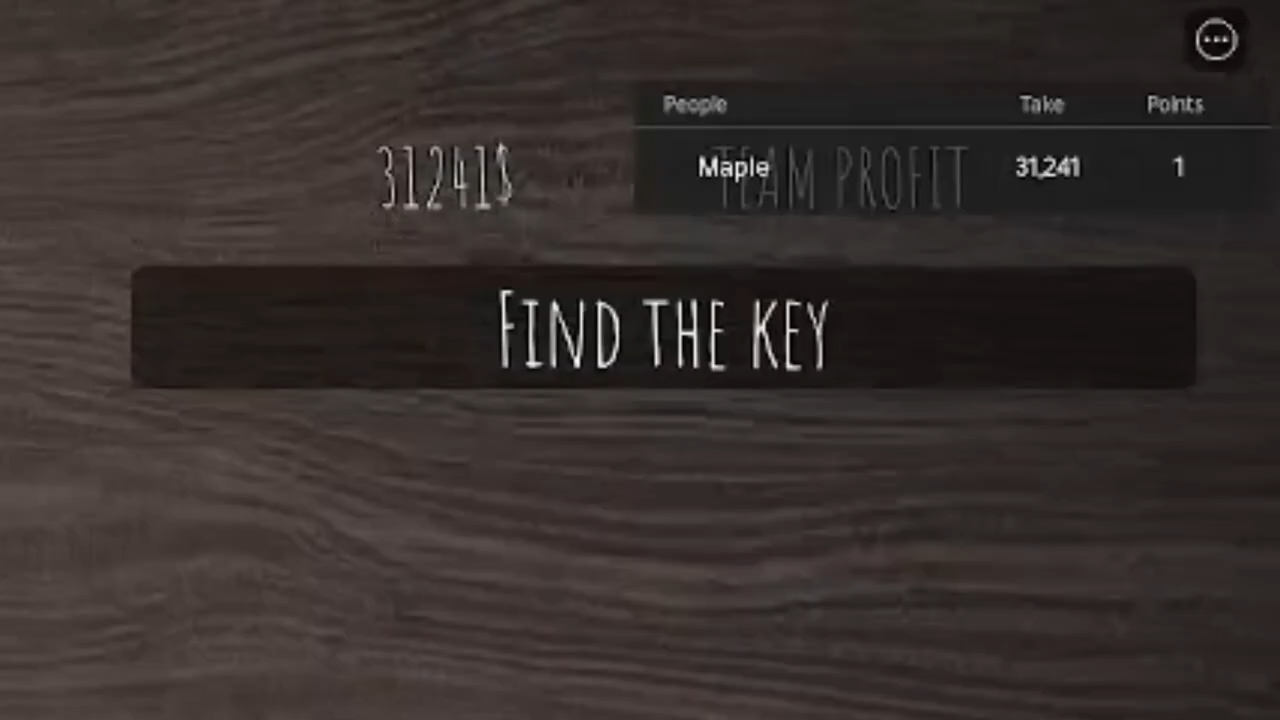 People Take Points
31241$ TEAM PROFIT
Maple 31,241 1
FIND THE KEY